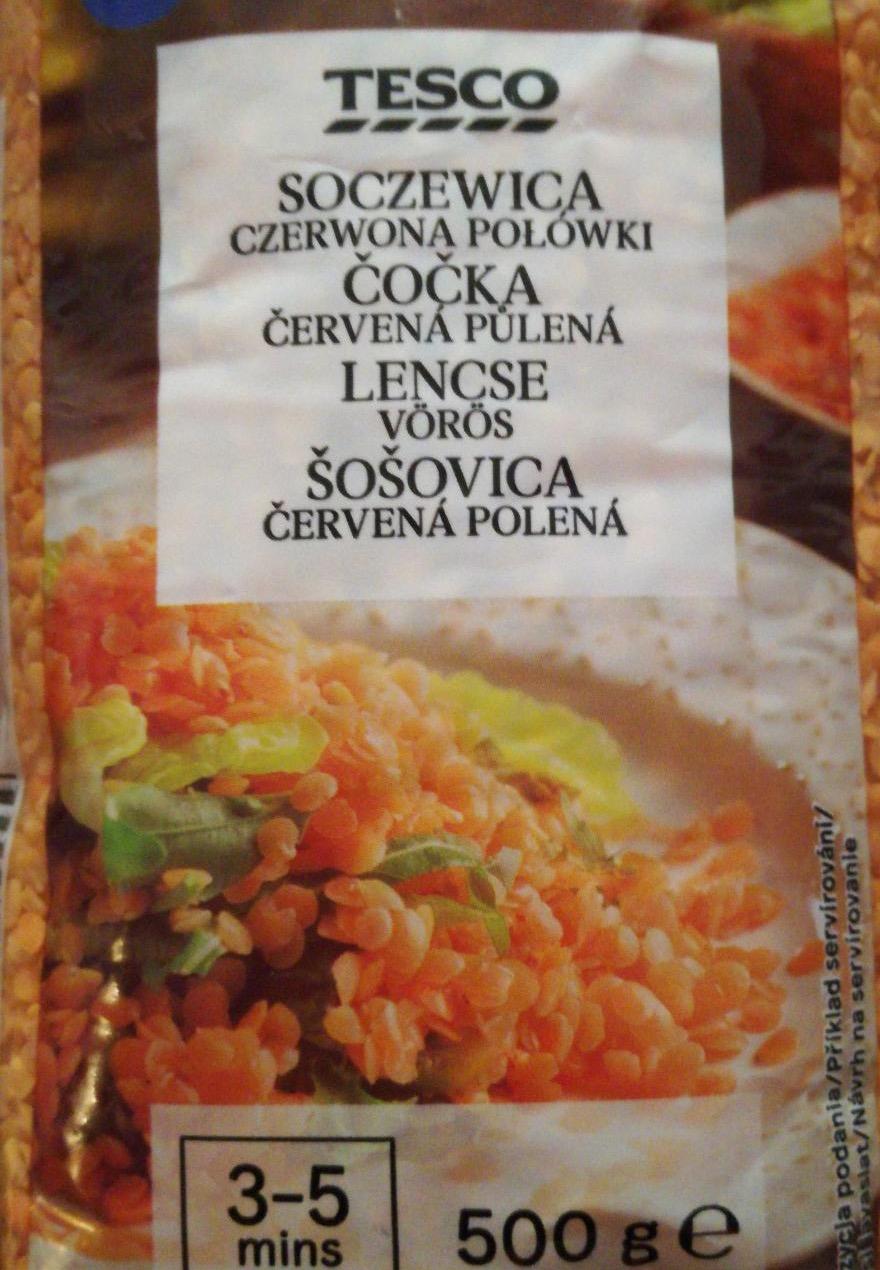 TESCO
SOCZEWICA
CZERWONA POŁÓWKI
ČOČKA
ČERVENÁ PŮLENÁ
LENCSE
VÖRÖS
ŠOŠOVICA
ČERVENÁ POLENÁ
3-5
mins
500 g e
podania/Příklad servírování/
Návrh na servírovanie